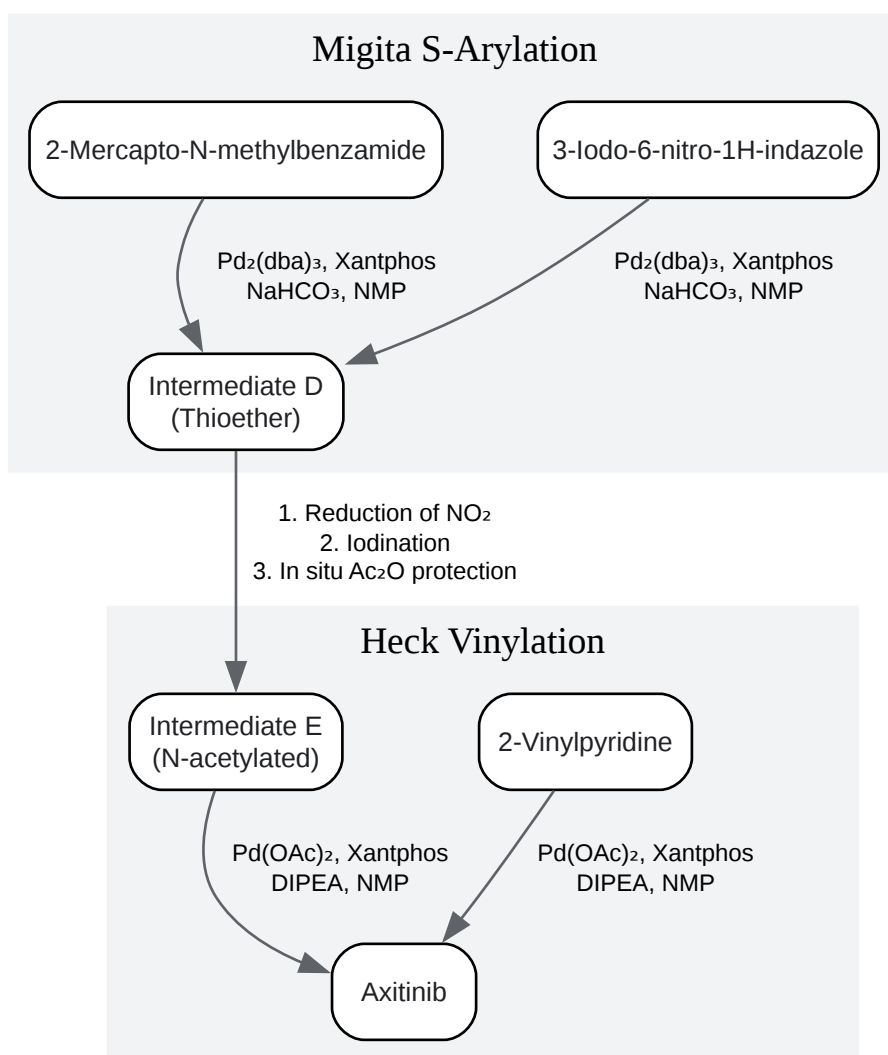 Migita S-Arylation
2-Mercapto-N-methylbenzamide
3-Iodo-6-nitro-1H-indazole
Pd₂(dba)₃, Xantphos
NaHCO₃, NMP
Pd₂(dba)₃, Xantphos
NaHCO₃, NMP
Intermediate D
(Thioether)
1. Reduction of NO₂
2. Iodination
3. In situ Ac₂O protection
Heck Vinylation
Intermediate E
(N-acetylated)
2-Vinylpyridine
Pd(OAc)₂, Xantphos
DIPEA, NMP
Pd(OAc)₂, Xantphos
DIPEA, NMP
Axitinib